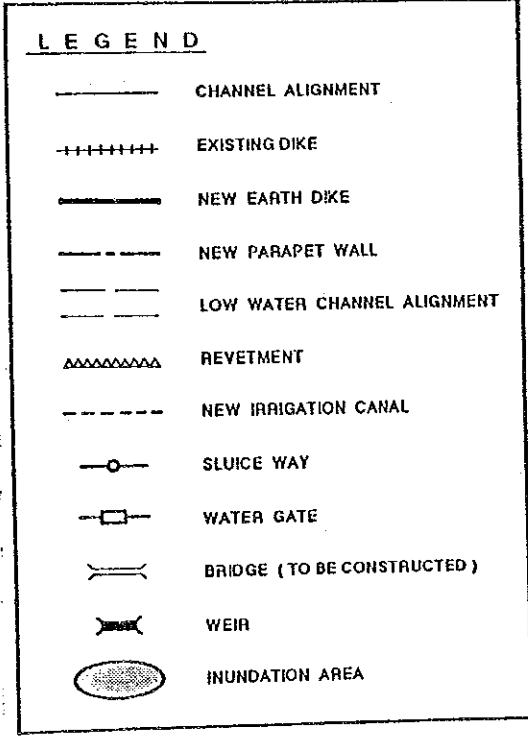 LEGEND
CHANNEL ALIGNMENT
EXISTING DIKE
NEW EARTH DIKE
NEW PARAPET WALL
LOW WATER CHANNEL ALIGNMENT
REVETMENT
NEW IRRIGATION CANAL
SLUICE WAY
WATER GATE
BRIDGE ( TO BE CONSTRUCTED )
WEIR
INUNDATION AREA